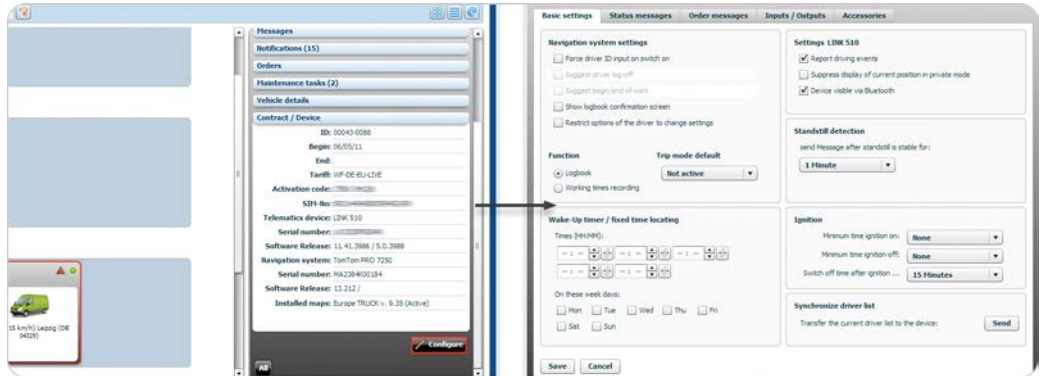 Messages
Notifications (15)
Orders
Maintenance tasks (2)
Vehicle details
Contract / Device
ID: 00043-0088
Begin: 06/05/11
End:
Tariff: WF-DE-EU-LIVE
Activation code:
SIM-No:
Telematics device: LINK 510
Serial number:
Software Release: 11.41.3986 / 5.0.3988
Navigation system: TomTom PRO 7250
Serial number: MA2384K00184
Software Release: 13.212 /
Installed maps: Europe TRUCK v. 9.35 (Active)
Configure
All
15 km/h) Leipzig (DE
04329)
Basic settings Status messages Order messages Inputs / Outputs Accessories
Navigation system settings
Force driver ID input on switch on
Suggest driver log off
Suggest begin/end of work
Show logbook confirmation screen
Restrict options of the driver to change settings
Function Trip mode default
Logbook Not active
Working times recording
Wake-Up timer / fixed time locating
Times (HH:MM):
-- : -- -- : -- -- : --
-- : -- -- : --
On these week days:
Mon Tue Wed Thu Fri
Sat Sun
Save Cancel
Settings LINK 510
Report driving events
Suppress display of current position in private mode
Device visible via Bluetooth
Standstill detection
send Message after standstill is stable for:
1 Minute
Ignition
Minimum time ignition on: None
Minimum time ignition off: None
Switch off time after ignition ... 15 Minutes
Synchronize driver list
Transfer the current driver list to the device: Send